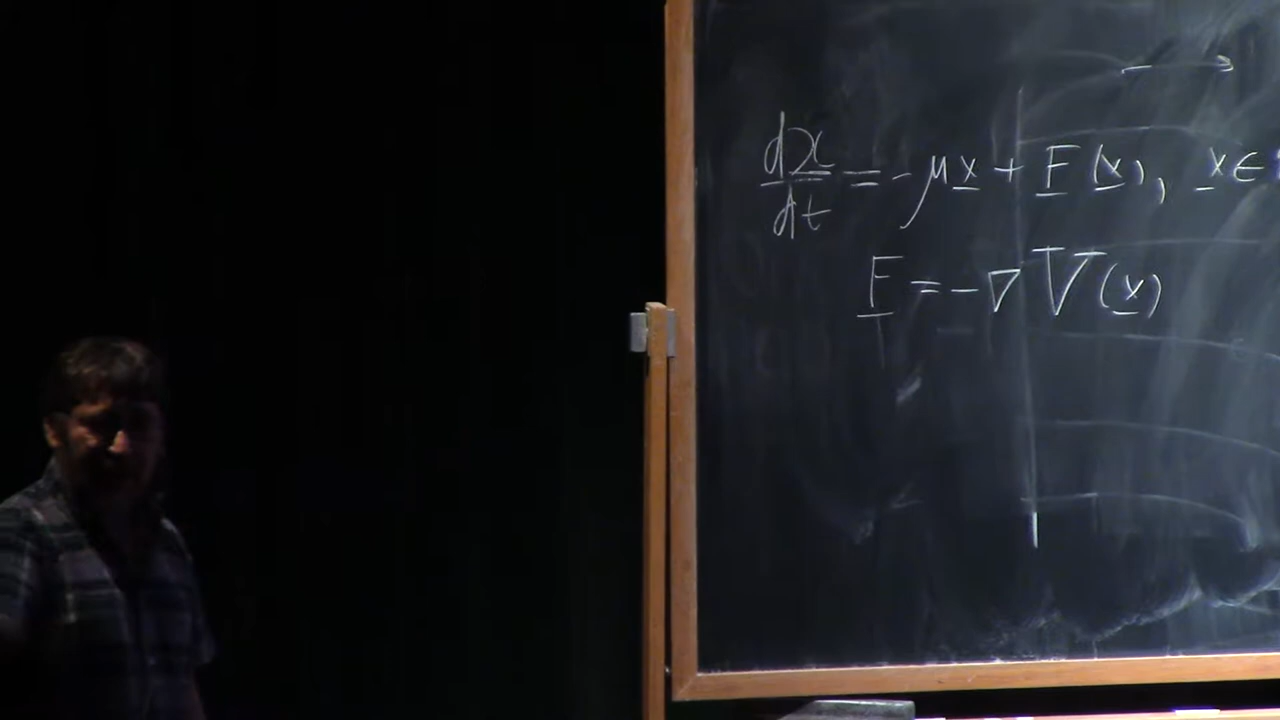 dx/dt = -μx + F(x), x ∈
F = -∇V(x)